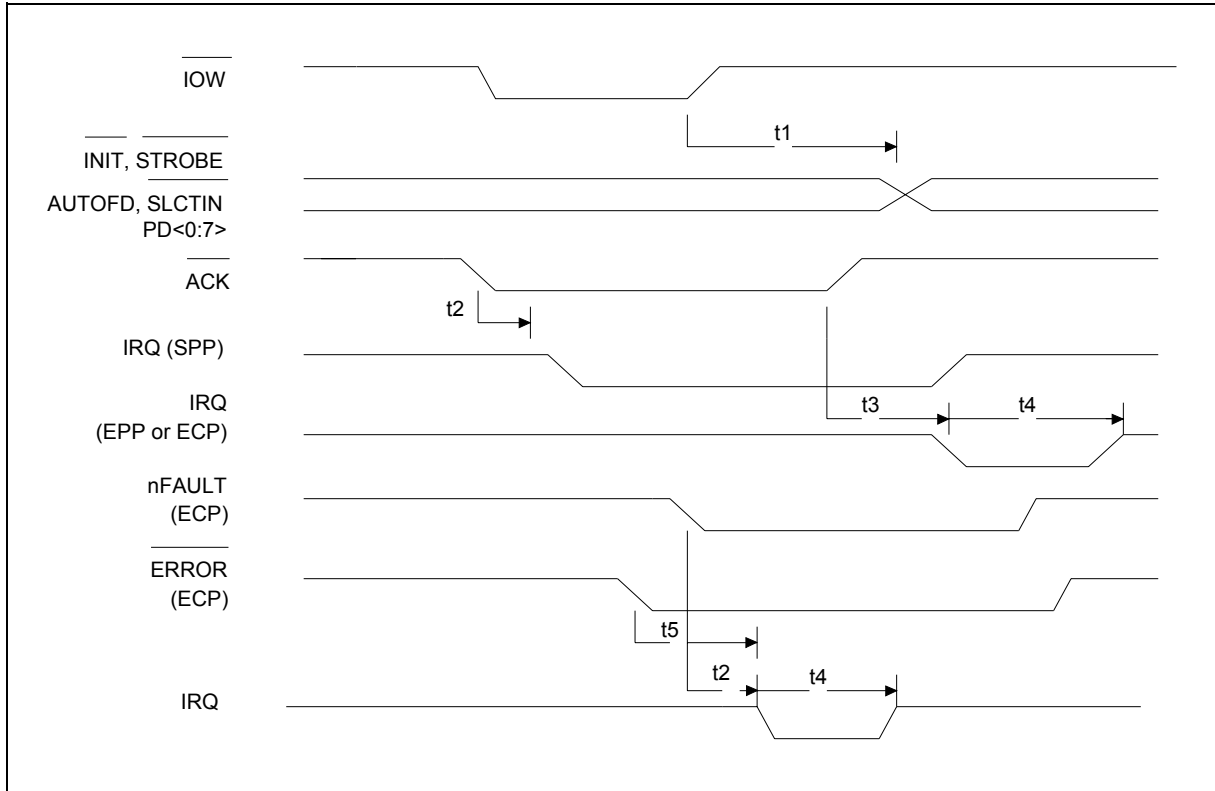 IOW
t1
INIT, STROBE
AUTOFD, SLCTIN
PD<0:7>
ACK
t2
IRQ (SPP)
IRQ
(EPP or ECP)
t3
t4
nFAULT
(ECP)
ERROR
(ECP)
t5
t2
t4
IRQ